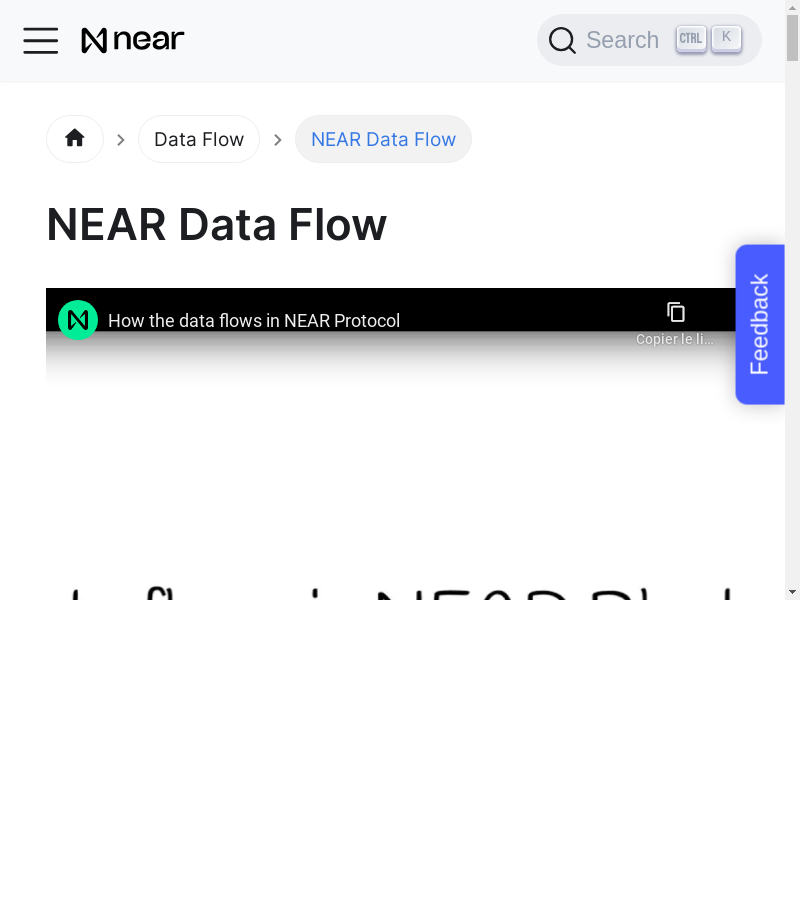 near
Search CTRL K
Data Flow
NEAR Data Flow
NEAR Data Flow
How the data flows in NEAR Protocol
Copier le li...
Feedback